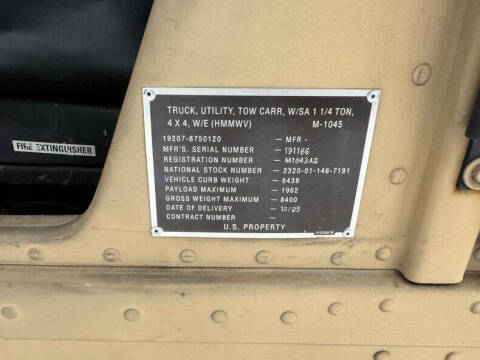 FIRE EXTINGUISHER
TRUCK, UTILITY, TOW CARR, W/SA 1 1/4 TON,
4 X 4, W/E (HMMWV) M-1045
19207-8750120 — MFR -
MFR'S. SERIAL NUMBER — 191166
REGISTRATION NUMBER — M1043A2
NATIONAL STOCK NUMBER — 2320-01-146-7191
VEHICLE CURB WEIGHT — 6438
PAYLOAD MAXIMUM — 1962
GROSS WEIGHT MAXIMUM — 8400
DATE OF DELIVERY — 10/05
CONTRACT NUMBER —
U.S. PROPERTY